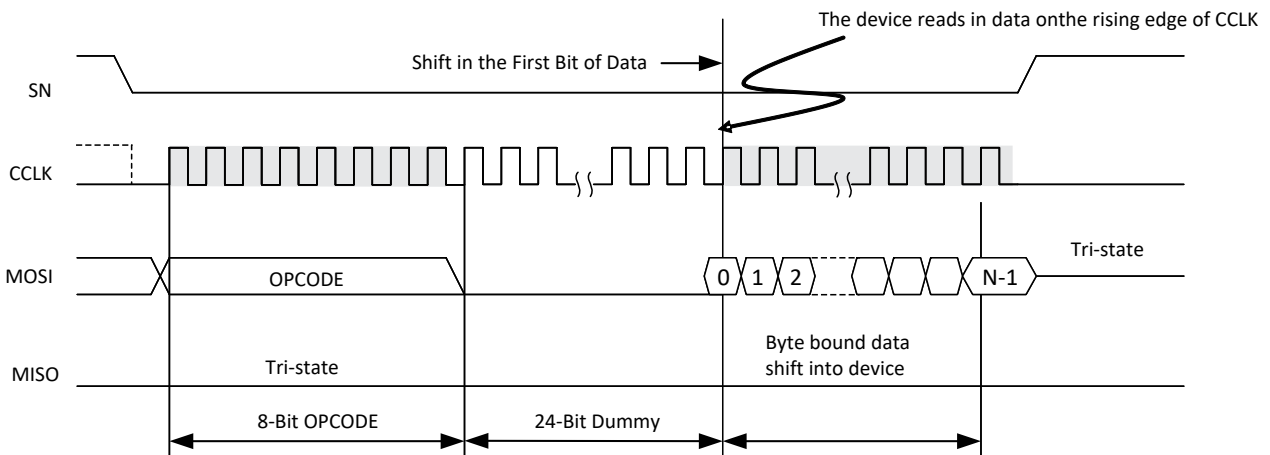 The device reads in data onthe rising edge of CCLK
Shift in the First Bit of Data
SN
CCLK
MOSI
OPCODE
0
1
2
N-1
Tri-state
MISO
Tri-state
Byte bound data
shift into device
8-Bit OPCODE
24-Bit Dummy